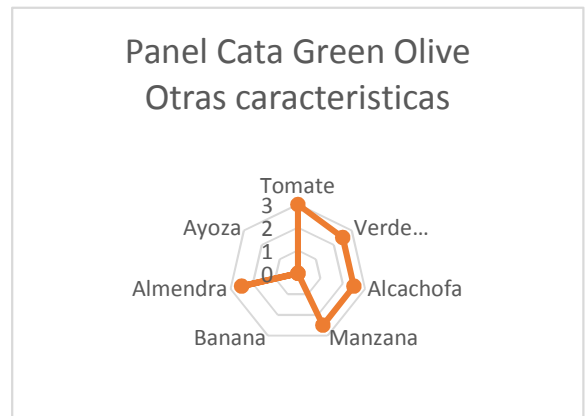 Panel Cata Green Olive
Otras caracteristicas
Tomate
3
2
1
0
Verde...
Alcachofa
Manzana
Banana
Almendra
Ayoza